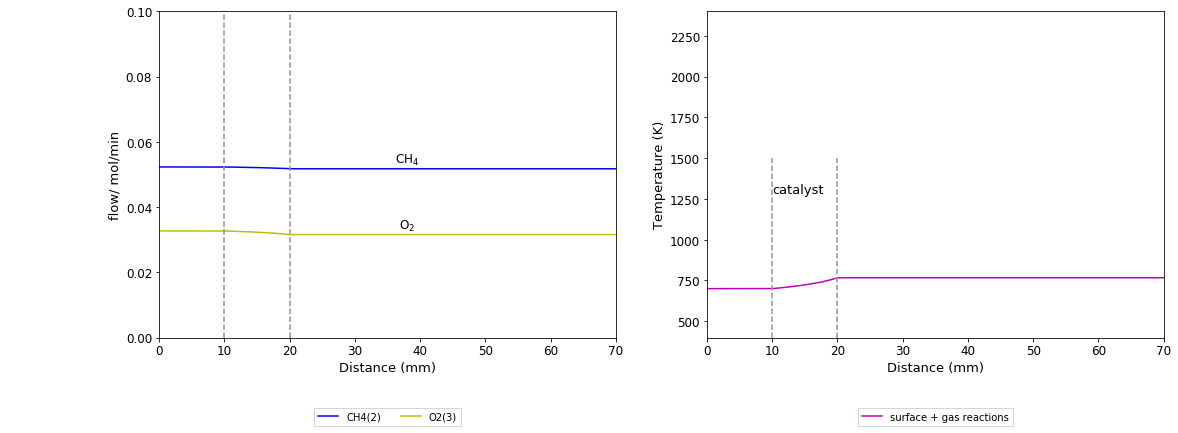 0.10
0.08
0.06
0.04
0.02
0.00
flow/ mol/min
CH₄
O₂
0 10 20 30 40 50 60 70
Distance (mm)
CH4(2) O2(3)
2250
2000
1750
1500
1250
1000
750
500
Temperature (K)
catalyst
0 10 20 30 40 50 60 70
Distance (mm)
surface + gas reactions